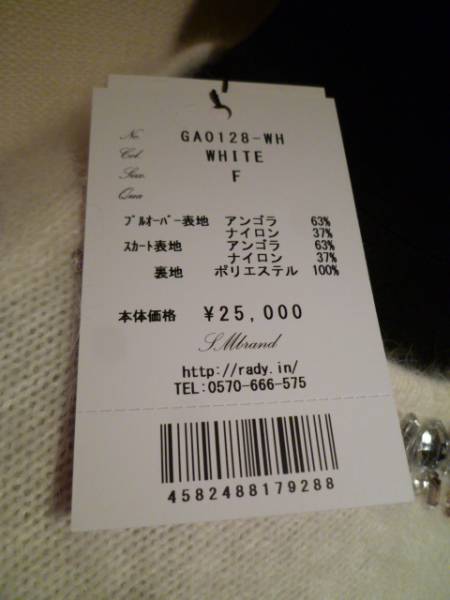 No. GA0128-WH
Col. WHITE
Size. F
Qua
プルオーバー表地 アンゴラ 63%
ナイロン 37%
スカート表地 アンゴラ 63%
ナイロン 37%
裏地 ポリエステル 100%
本体価格 ¥25,000
S.Mbrand
http://rady.in/
TEL:0570-666-575
4582488179288